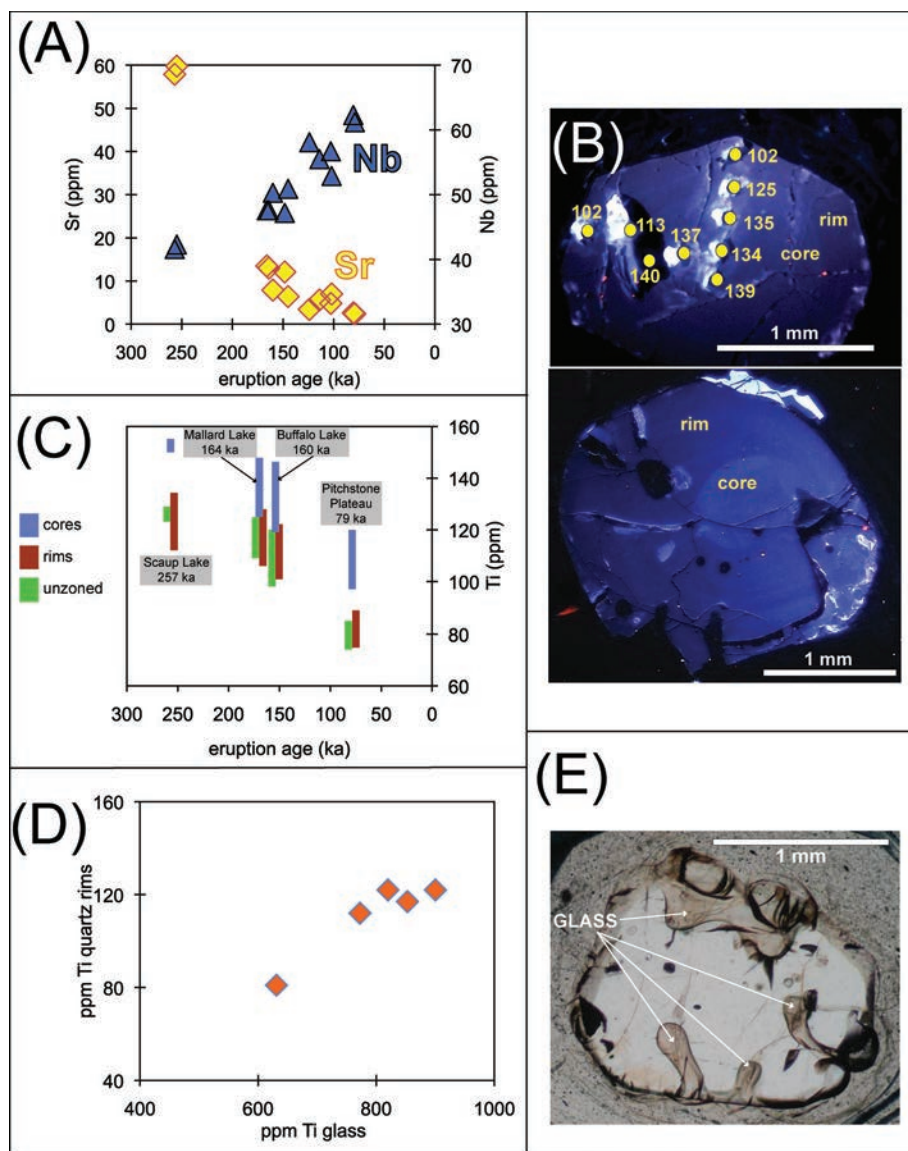 (A)
60
50
40
30
20
10
0
Sr (ppm)
70
60
50
40
30
Nb (ppm)
Nb
Sr
300 250 200 150 100 50 0
eruption age (ka)
(B)
102
125
102
113
135
rim
137
134
core
140
139
1 mm
rim
core
1 mm
(C)
Mallard Lake
164 ka
Buffalo Lake
160 ka
Pitchstone
Plateau
79 ka
Scaup Lake
257 ka
cores
rims
unzoned
160
140
120
100
80
60
Ti (ppm)
300 250 200 150 100 50 0
eruption age (ka)
(D)
160
120
80
40
ppm Ti quartz rims
400 600 800 1000
ppm Ti glass
(E)
1 mm
GLASS